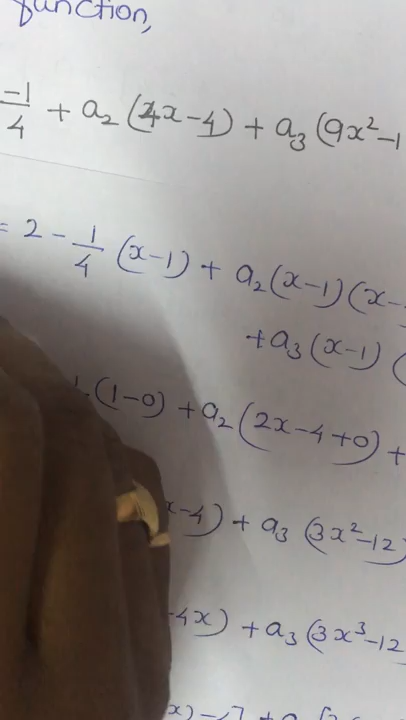 function,
-1/4 + a₂ (4x-4) + a₃ (9x²-1
= 2 - 1/4 (x-1) + a₂(x-1)(x-
+a₃(x-1) (
(1-0) + a₂(2x-4+0) +
x-4) + a₃ (3x²-12
-4x) + a₃(3x³-12